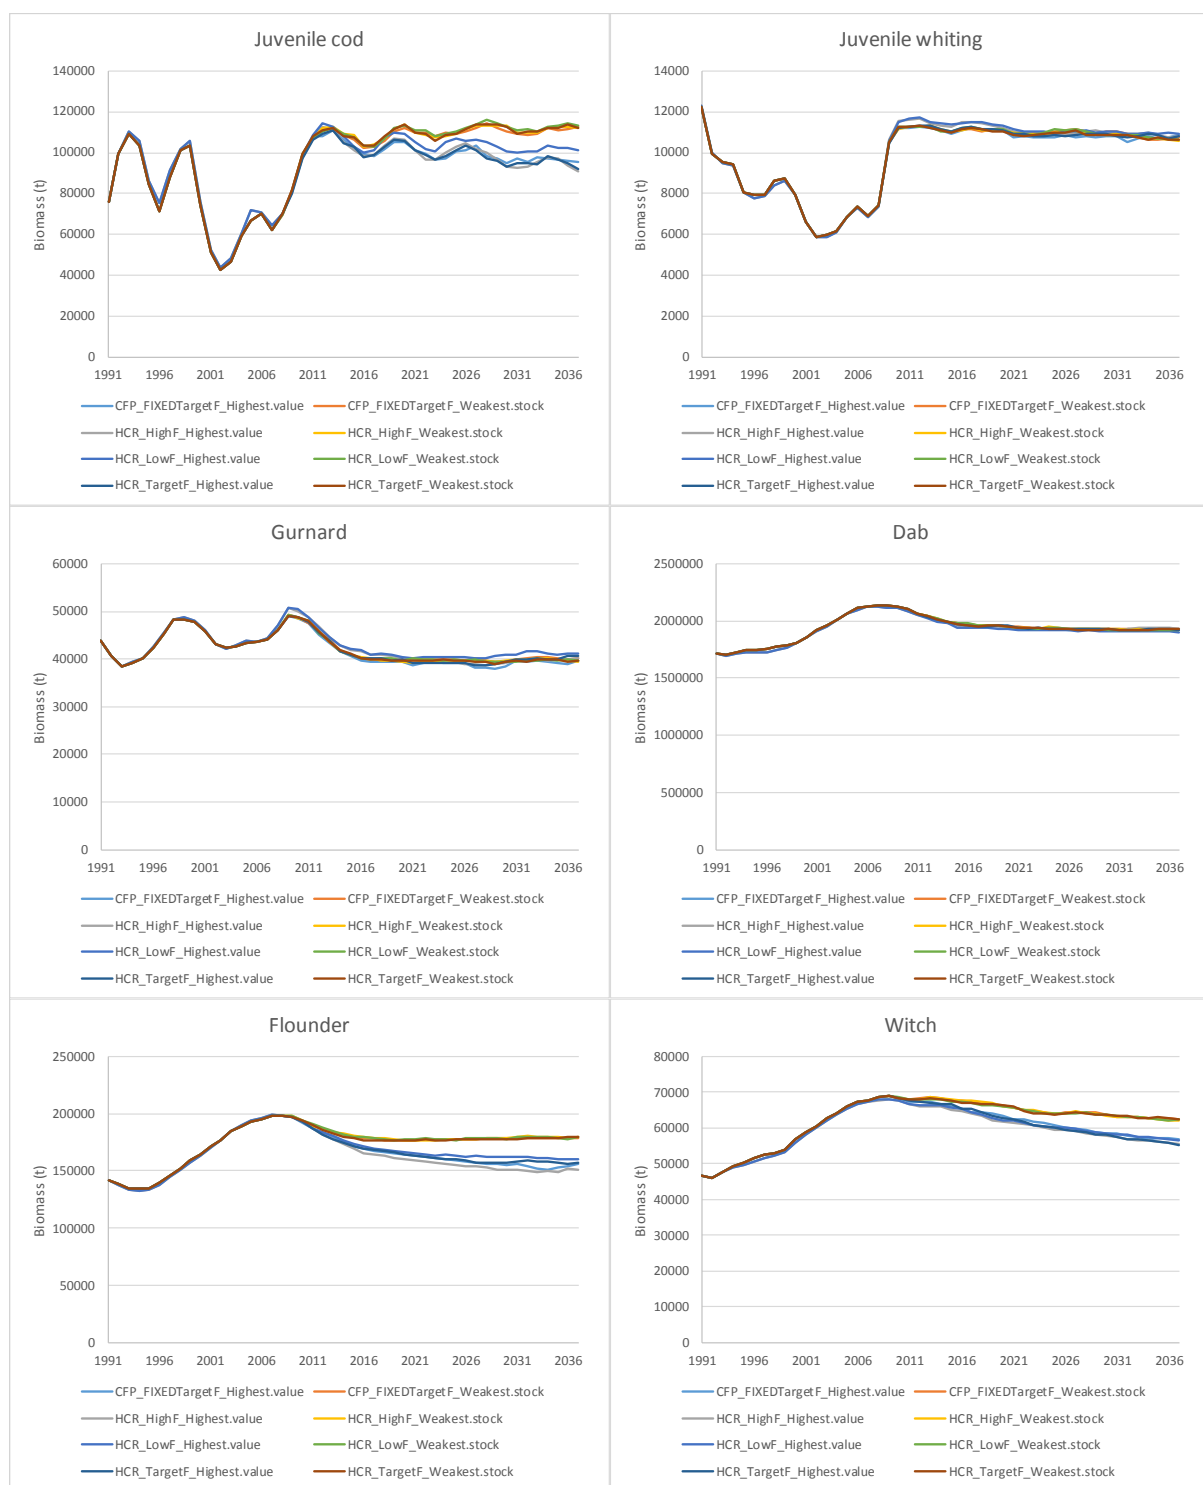 Juvenile cod
140000
120000
100000
80000
60000
40000
20000
0
Biomass (t)
1991 1996 2001 2006 2011 2016 2021 2026 2031 2036
CFP_FIXEDTargetF_Highest.value CFP_FIXEDTargetF_Weakest.stock
HCR_HighF_Highest.value HCR_HighF_Weakest.stock
HCR_LowF_Highest.value HCR_LowF_Weakest.stock
HCR_TargetF_Highest.value HCR_TargetF_Weakest.stock
Juvenile whiting
14000
12000
10000
8000
6000
4000
2000
0
Biomass (t)
1991 1996 2001 2006 2011 2016 2021 2026 2031 2036
CFP_FIXEDTargetF_Highest.value CFP_FIXEDTargetF_Weakest.stock
HCR_HighF_Highest.value HCR_HighF_Weakest.stock
HCR_LowF_Highest.value HCR_LowF_Weakest.stock
HCR_TargetF_Highest.value HCR_TargetF_Weakest.stock
Gurnard
60000
50000
40000
30000
20000
10000
0
Biomass (t)
1991 1996 2001 2006 2011 2016 2021 2026 2031 2036
CFP_FIXEDTargetF_Highest.value CFP_FIXEDTargetF_Weakest.stock
HCR_HighF_Highest.value HCR_HighF_Weakest.stock
HCR_LowF_Highest.value HCR_LowF_Weakest.stock
HCR_TargetF_Highest.value HCR_TargetF_Weakest.stock
Dab
2500000
2000000
1500000
1000000
500000
0
Biomass (t)
1991 1996 2001 2006 2011 2016 2021 2026 2031 2036
CFP_FIXEDTargetF_Highest.value CFP_FIXEDTargetF_Weakest.stock
HCR_HighF_Highest.value HCR_HighF_Weakest.stock
HCR_LowF_Highest.value HCR_LowF_Weakest.stock
HCR_TargetF_Highest.value HCR_TargetF_Weakest.stock
Flounder
250000
200000
150000
100000
50000
0
Biomass (t)
1991 1996 2001 2006 2011 2016 2021 2026 2031 2036
CFP_FIXEDTargetF_Highest.value CFP_FIXEDTargetF_Weakest.stock
HCR_HighF_Highest.value HCR_HighF_Weakest.stock
HCR_LowF_Highest.value HCR_LowF_Weakest.stock
HCR_TargetF_Highest.value HCR_TargetF_Weakest.stock
Witch
80000
70000
60000
50000
40000
30000
20000
10000
0
Biomass (t)
1991 1996 2001 2006 2011 2016 2021 2026 2031 2036
CFP_FIXEDTargetF_Highest.value CFP_FIXEDTargetF_Weakest.stock
HCR_HighF_Highest.value HCR_HighF_Weakest.stock
HCR_LowF_Highest.value HCR_LowF_Weakest.stock
HCR_TargetF_Highest.value HCR_TargetF_Weakest.stock